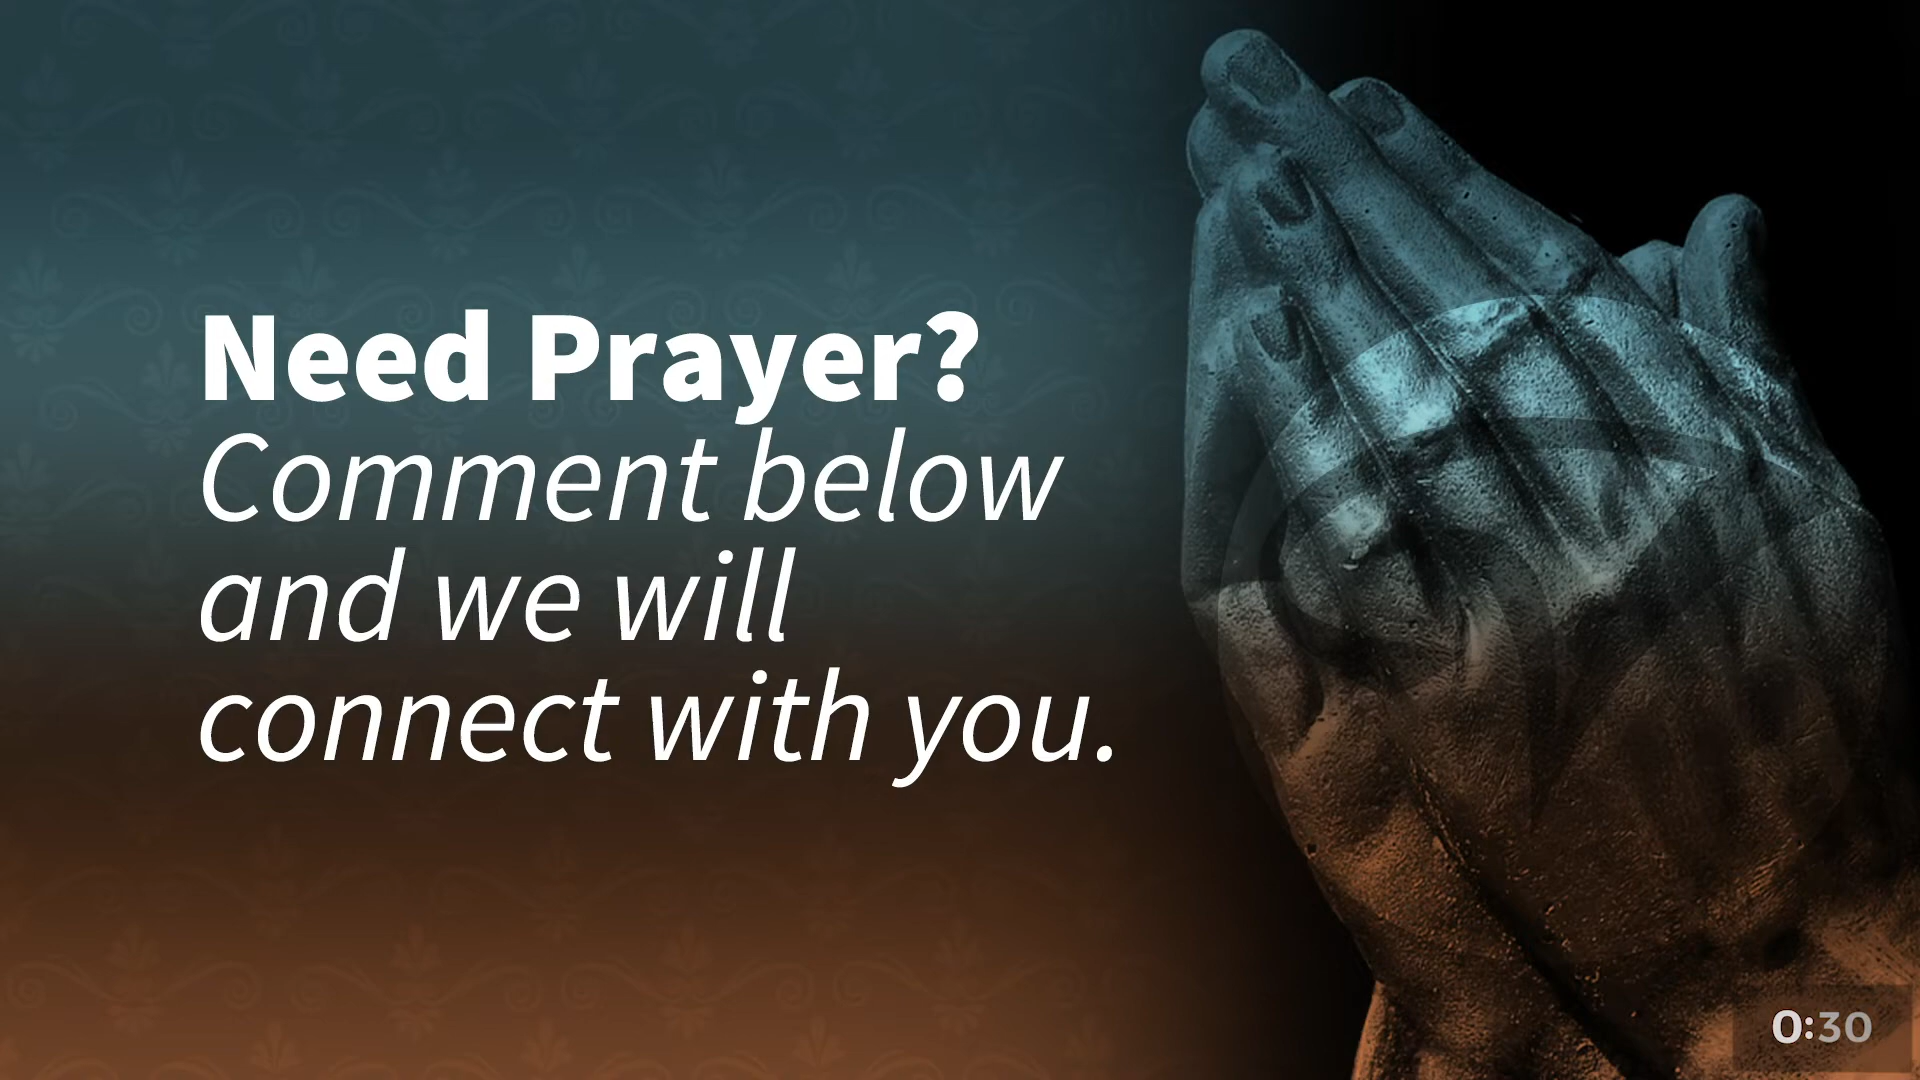 Need Prayer?
Comment below
and we will
connect with you.
0:30